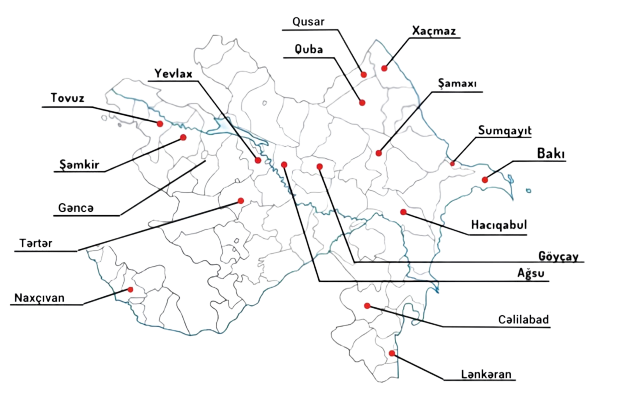 Qusar
Xaçmaz
Quba
Yevlax
Şamaxı
Tovuz
Sumqayıt
Bakı
Şəmkir
Gəncə
Hacıqabul
Tərtər
Göyçay
Ağsu
Naxçıvan
Cəlilabad
Lənkəran